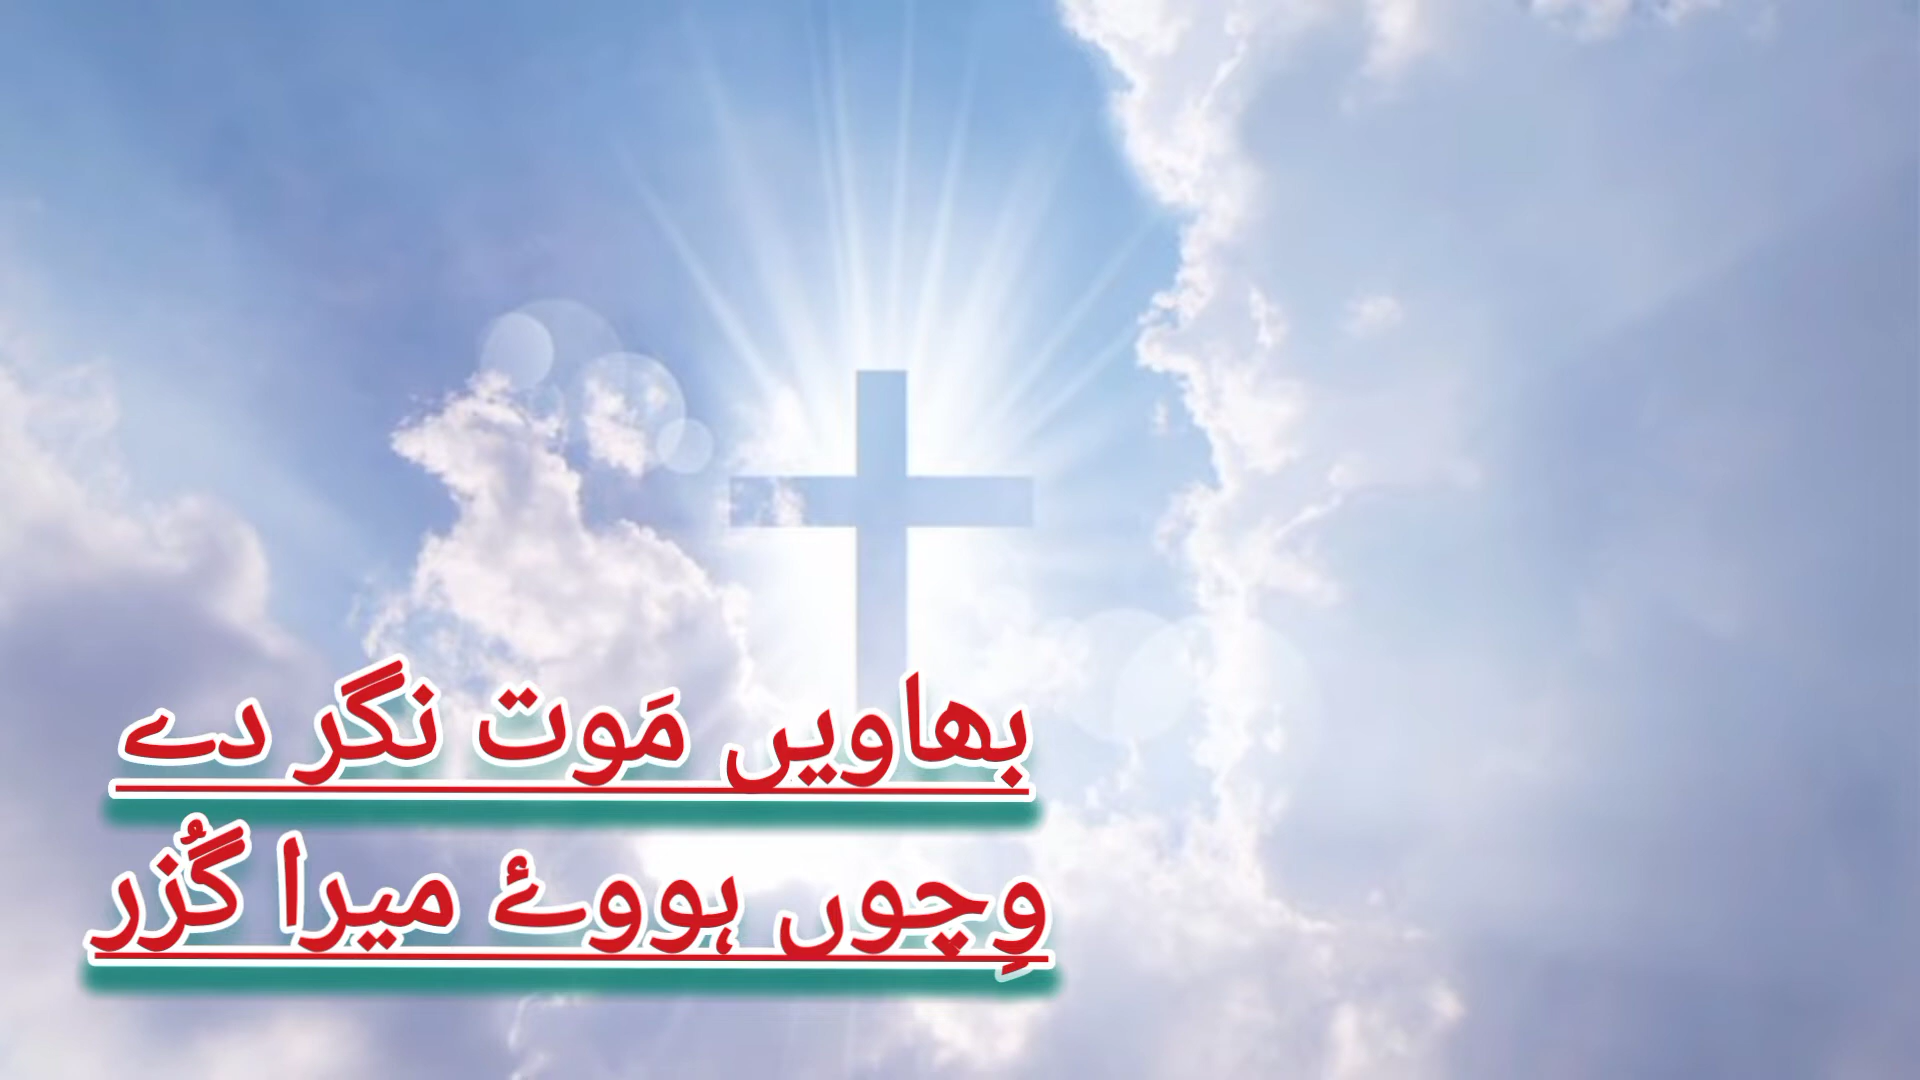 بھاویں مَوت نگر دے
وِچوں ہووۓ میرا گُزر